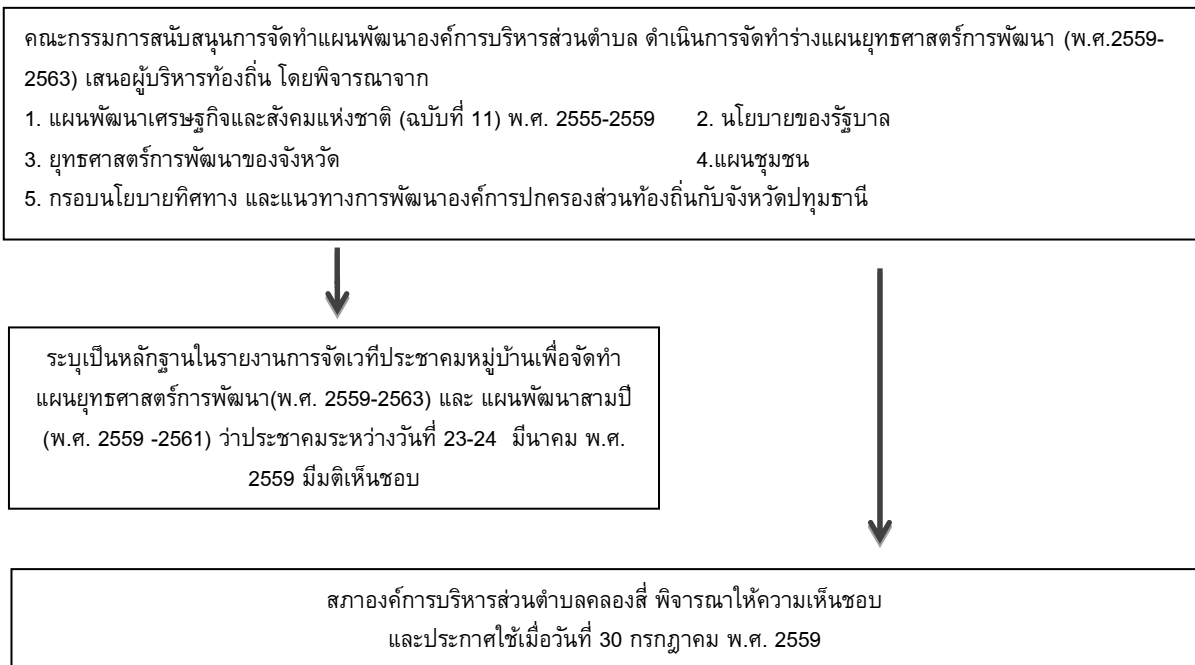 คณะกรรมการสนับสนุนการจัดทำแผนพัฒนาองค์การบริหารส่วนตำบล ดำเนินการจัดทำร่างแผนยุทธศาสตร์การพัฒนา (พ.ศ.2559-
2563) เสนอผู้บริหารท้องถิ่น โดยพิจารณาจาก
1. แผนพัฒนาเศรษฐกิจและสังคมแห่งชาติ (ฉบับที่ 11) พ.ศ. 2555-2559 2. นโยบายของรัฐบาล
3. ยุทธศาสตร์การพัฒนาของจังหวัด 4.แผนชุมชน
5. กรอบนโยบายทิศทาง และแนวทางการพัฒนาองค์การปกครองส่วนท้องถิ่นกับจังหวัดปทุมธานี
ระบุเป็นหลักฐานในรายงานการจัดเวทีประชาคมหมู่บ้านเพื่อจัดทำ
แผนยุทธศาสตร์การพัฒนา(พ.ศ. 2559-2563) และ แผนพัฒนาสามปี
(พ.ศ. 2559 -2561) ว่าประชาคมระหว่างวันที่ 23-24 มีนาคม พ.ศ.
2559 มีมติเห็นชอบ
สภาองค์การบริหารส่วนตำบลคลองสี่ พิจารณาให้ความเห็นชอบ
และประกาศใช้เมื่อวันที่ 30 กรกฎาคม พ.ศ. 2559